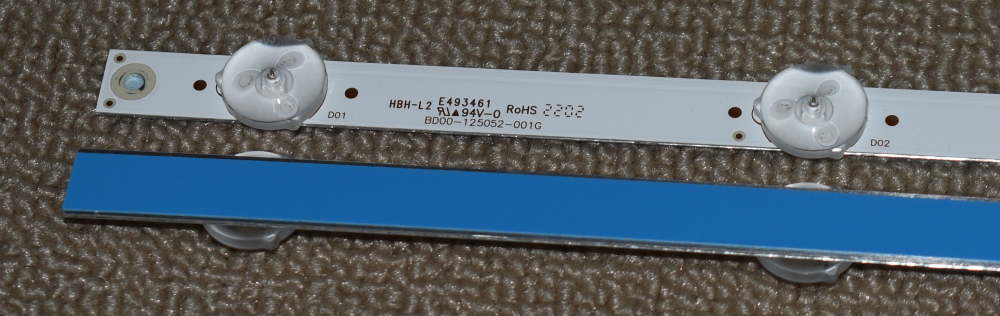 HBH-L2 E493461 RoHS 2202
94V-0
BD00-125052-001G
D01
D02